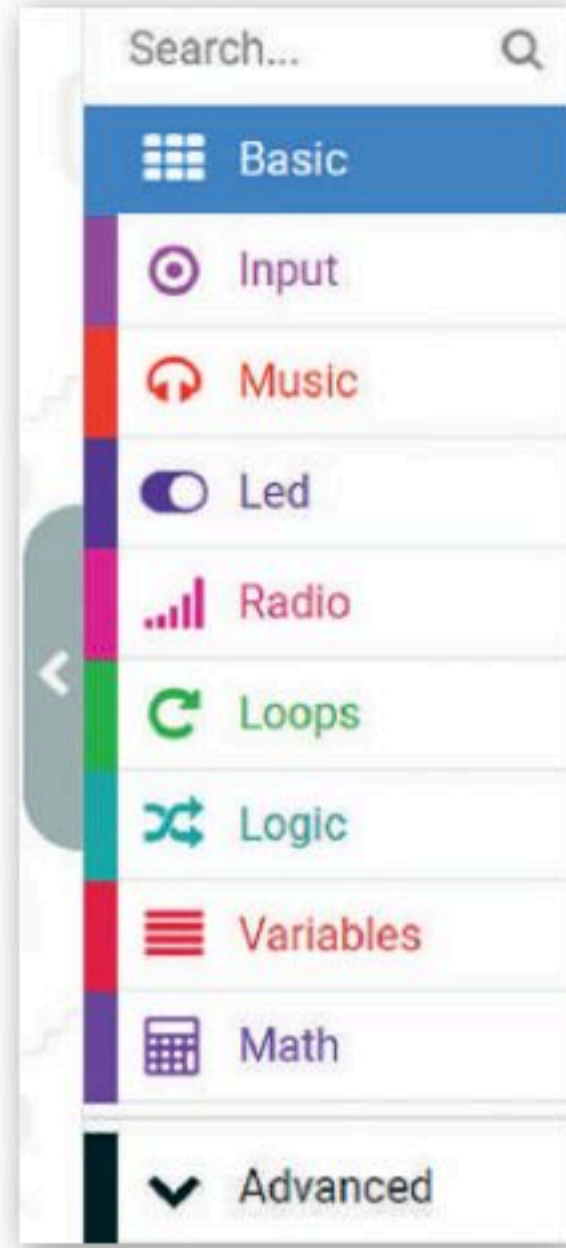 Search...
Basic
Input
Music
Led
Radio
Loops
Logic
Variables
Math
Advanced